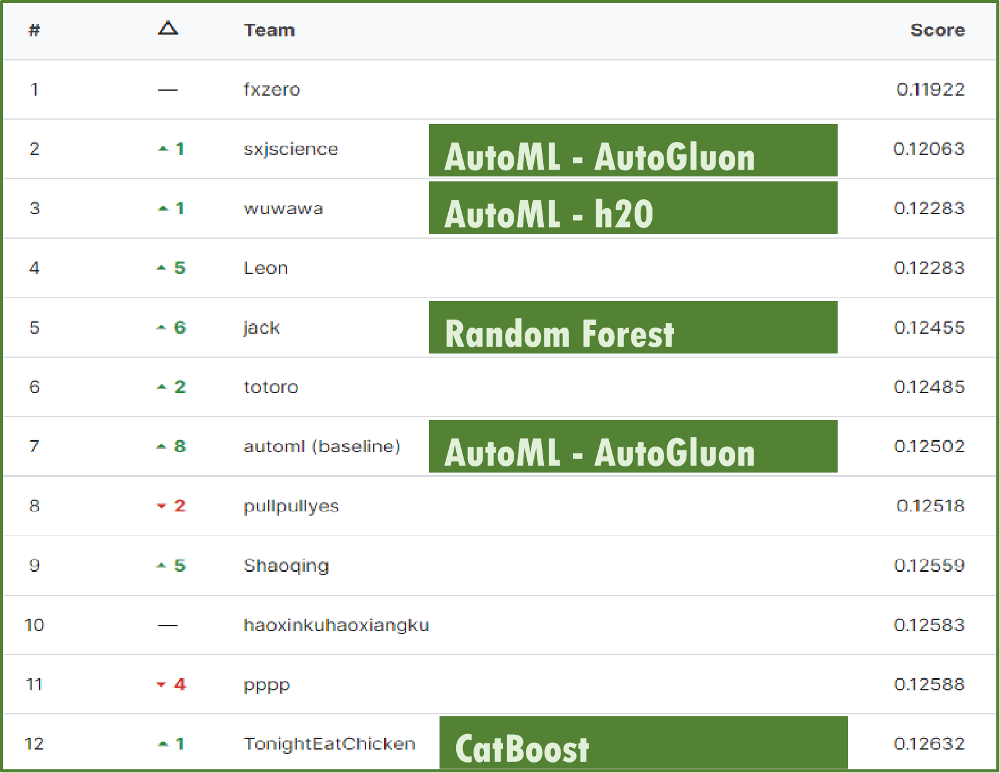 # △ Team Score
1 — fxzero 0.11922
2 ▲ 1 sxjscience AutoML - AutoGluon 0.12063
3 ▲ 1 wuwawa AutoML - h20 0.12283
4 ▲ 5 Leon 0.12283
5 ▲ 6 jack Random Forest 0.12455
6 ▲ 2 totoro 0.12485
7 ▲ 8 automl (baseline) AutoML - AutoGluon 0.12502
8 ▼ 2 pullpullyes 0.12518
9 ▲ 5 Shaoqing 0.12559
10 — haoxinkuhaoxiangku 0.12583
11 ▼ 4 pppp 0.12588
12 ▲ 1 TonightEatChicken CatBoost 0.12632